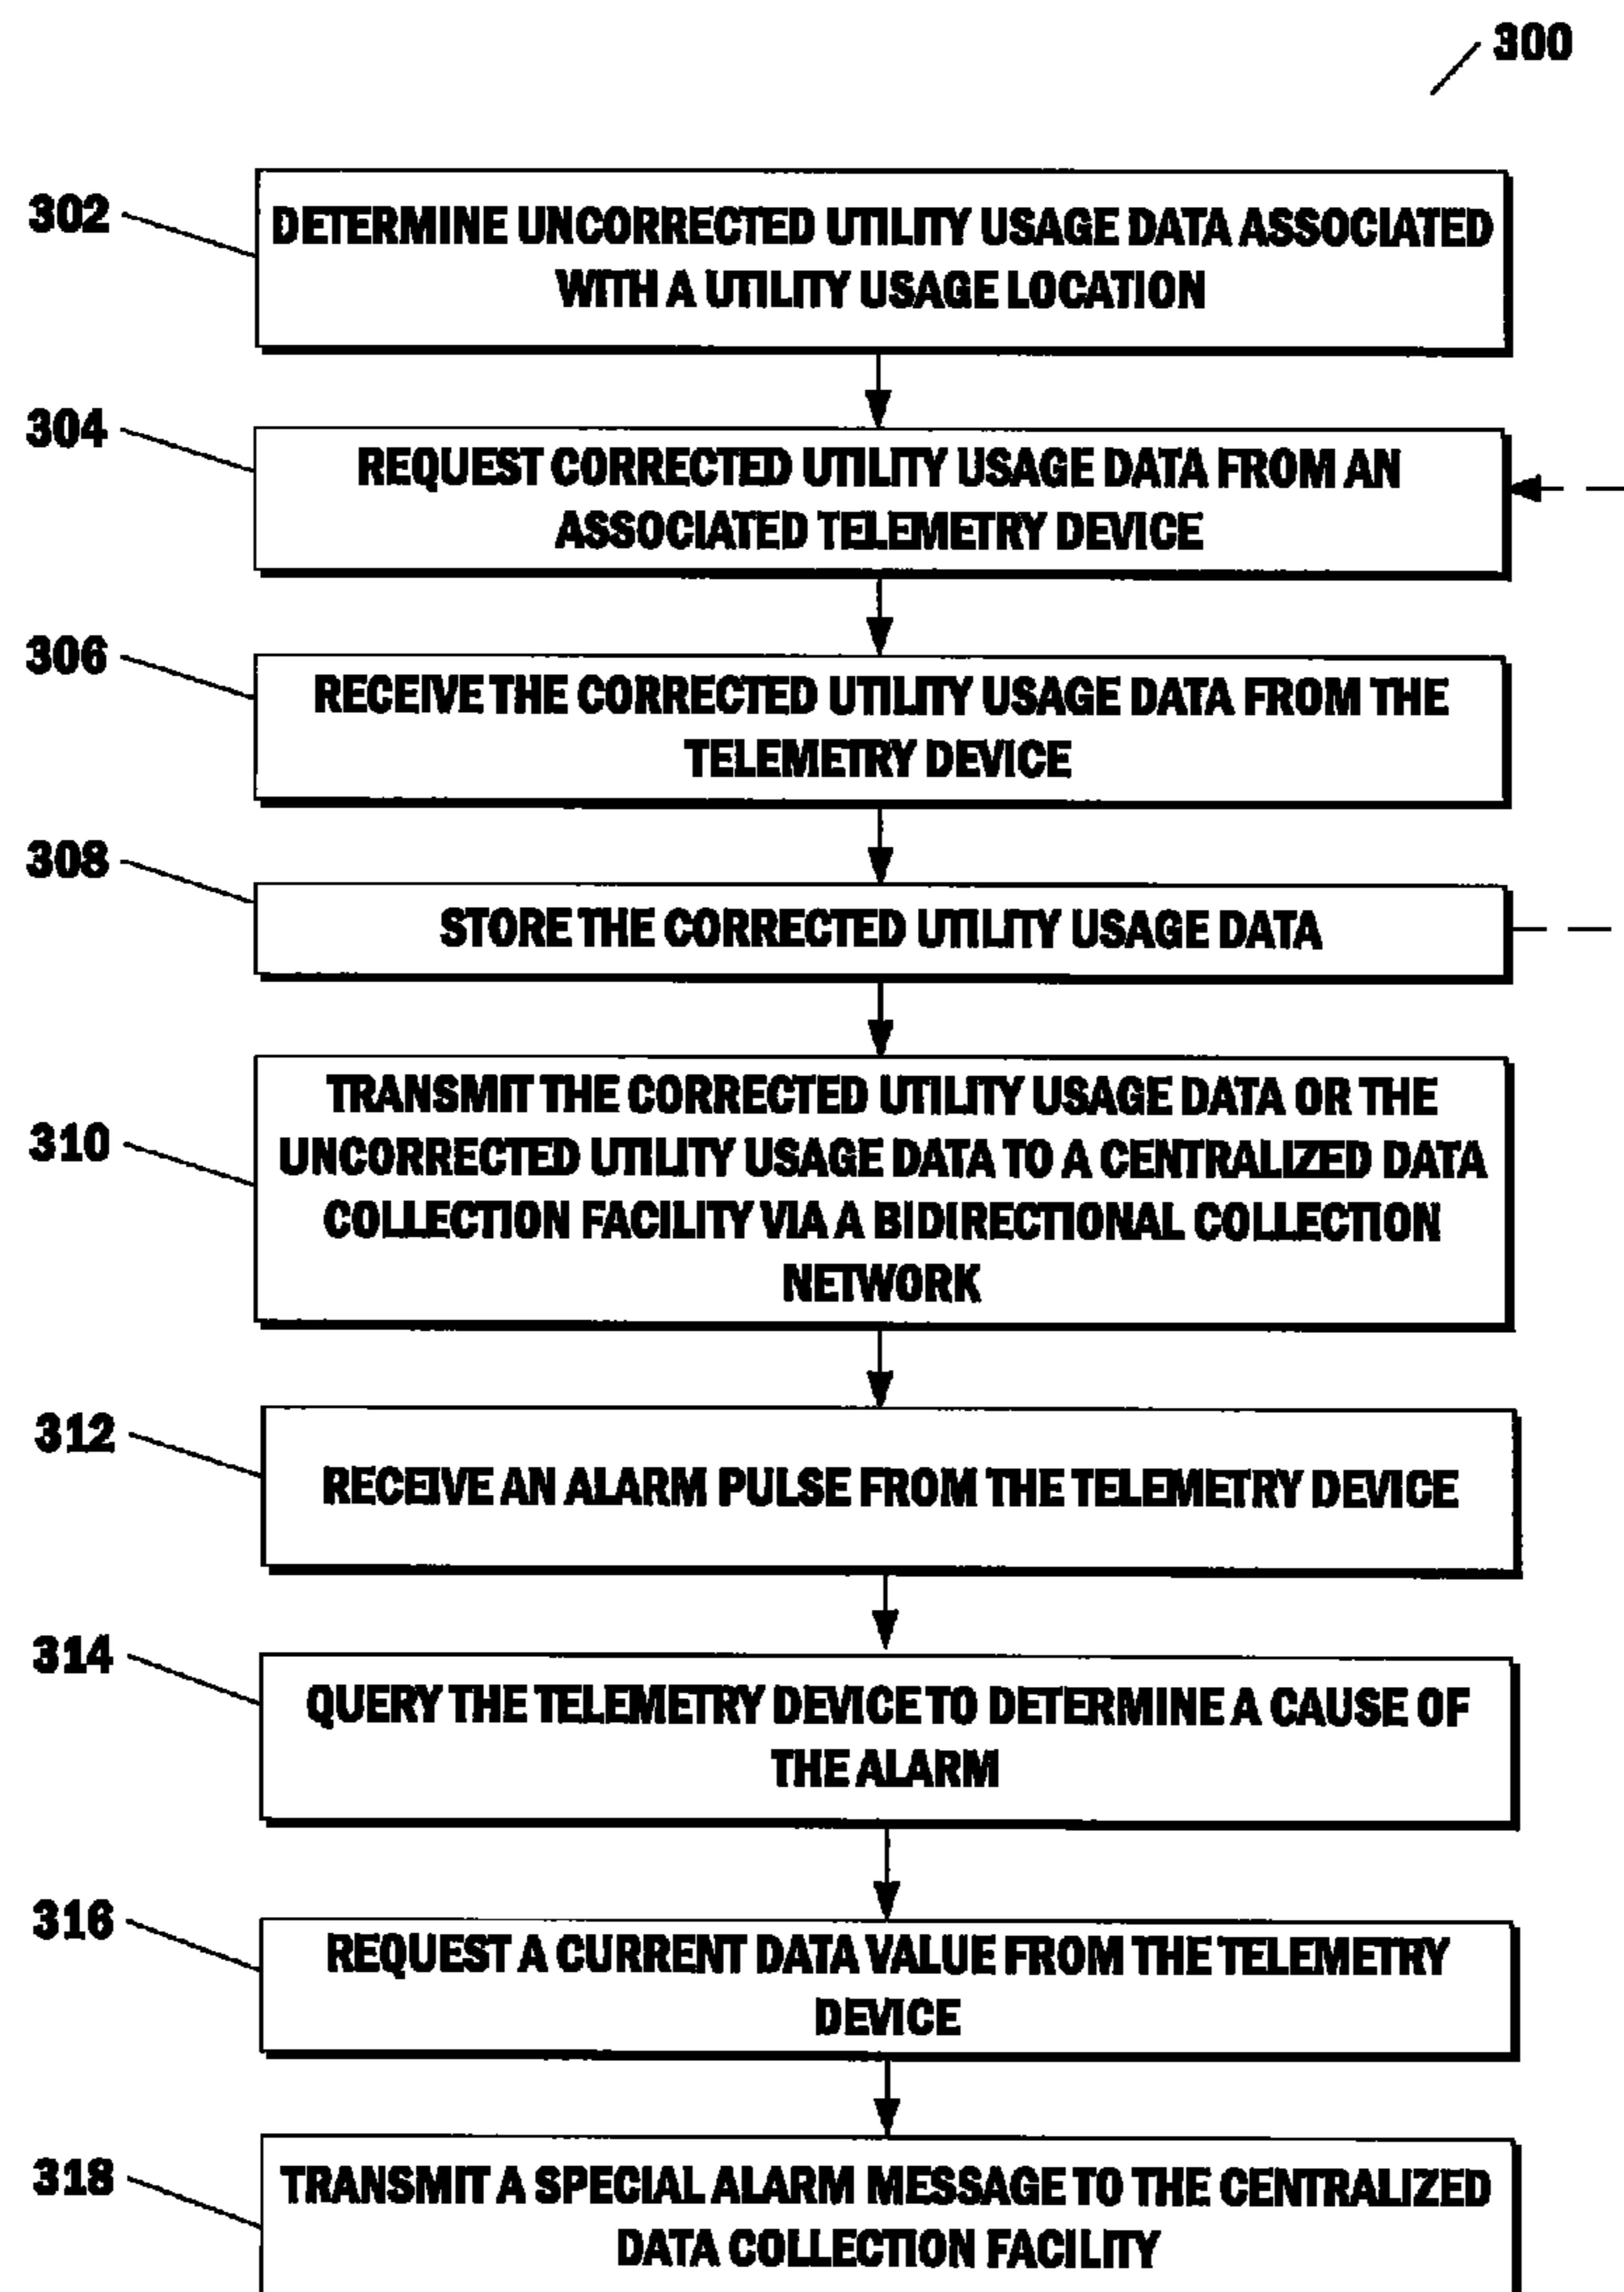 300
302
DETERMINE UNCORRECTED UTILITY USAGE DATA ASSOCIATED
WITH A UTILITY USAGE LOCATION
304
REQUEST CORRECTED UTILITY USAGE DATA FROM AN
ASSOCIATED TELEMETRY DEVICE
306
RECEIVE THE CORRECTED UTILITY USAGE DATA FROM THE
TELEMETRY DEVICE
308
STORE THE CORRECTED UTILITY USAGE DATA
310
TRANSMIT THE CORRECTED UTILITY USAGE DATA OR THE
UNCORRECTED UTILITY USAGE DATA TO A CENTRALIZED DATA
COLLECTION FACILITY VIA A BIDIRECTIONAL COLLECTION
NETWORK
312
RECEIVE AN ALARM PULSE FROM THE TELEMETRY DEVICE
314
QUERY THE TELEMETRY DEVICE TO DETERMINE A CAUSE OF
THE ALARM
316
REQUEST A CURRENT DATA VALUE FROM THE TELEMETRY
DEVICE
318
TRANSMIT A SPECIAL ALARM MESSAGE TO THE CENTRALIZED
DATA COLLECTION FACILITY